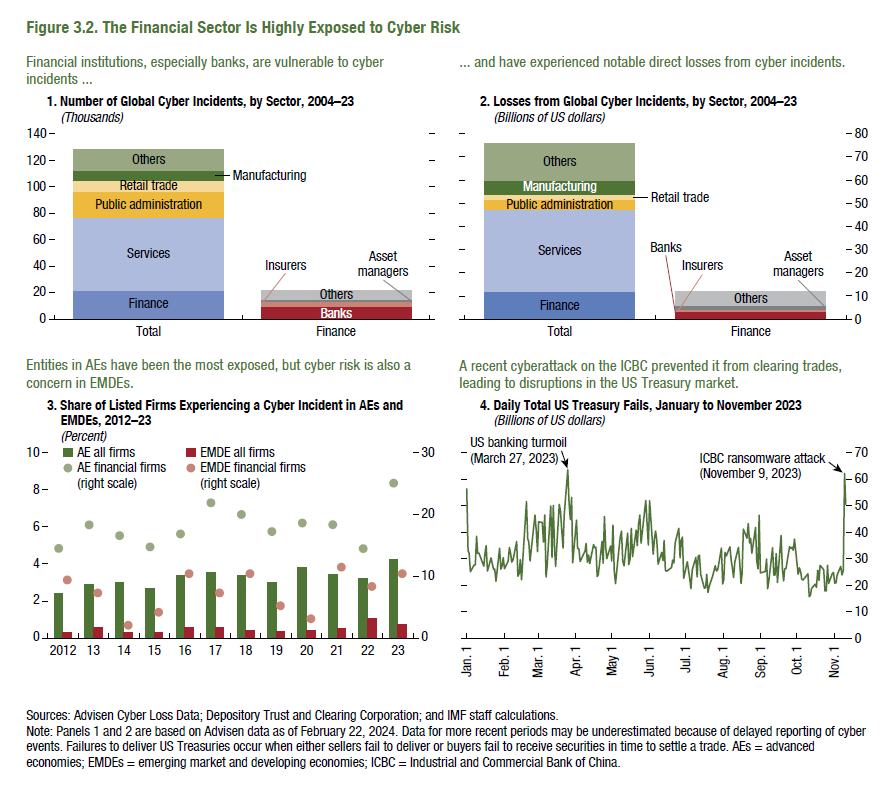 Figure 3.2. The Financial Sector Is Highly Exposed to Cyber Risk
Financial institutions, especially banks, are vulnerable to cyber
incidents ...
... and have experienced notable direct losses from cyber incidents.
1. Number of Global Cyber Incidents, by Sector, 2004–23
(Thousands)
140
120
100
80
60
40
20
0
Others
Manufacturing
Retail trade
Public administration
Services
Finance
Insurers
Asset
managers
Others
Banks
Total
Finance
2. Losses from Global Cyber Incidents, by Sector, 2004–23
(Billions of US dollars)
80
70
60
50
40
30
20
10
0
Others
Manufacturing
Retail trade
Public administration
Services
Finance
Banks
Insurers
Asset
managers
Others
Total
Finance
Entities in AEs have been the most exposed, but cyber risk is also a
concern in EMDEs.
3. Share of Listed Firms Experiencing a Cyber Incident in AEs and
EMDEs, 2012–23
(Percent)
10
8
6
4
2
0
30
20
10
0
AE all firms
AE financial firms
(right scale)
EMDE all firms
EMDE financial firms
(right scale)
2012 13 14 15 16 17 18 19 20 21 22 23
A recent cyberattack on the ICBC prevented it from clearing trades,
leading to disruptions in the US Treasury market.
4. Daily Total US Treasury Fails, January to November 2023
(Billions of US dollars)
US banking turmoil
(March 27, 2023)
ICBC ransomware attack
(November 9, 2023)
70
60
50
40
30
20
10
0
Jan. 1
Feb. 1
Mar. 1
Apr. 1
May 1
Jun. 1
Jul. 1
Aug. 1
Sep. 1
Oct. 1
Nov. 1
Sources: Advisen Cyber Loss Data; Depository Trust and Clearing Corporation; and IMF staff calculations.
Note: Panels 1 and 2 are based on Advisen data as of February 22, 2024. Data for more recent periods may be underestimated because of delayed reporting of cyber
events. Failures to deliver US Treasuries occur when either sellers fail to deliver or buyers fail to receive securities in time to settle a trade. AEs = advanced
economies; EMDEs = emerging market and developing economies; ICBC = Industrial and Commercial Bank of China.